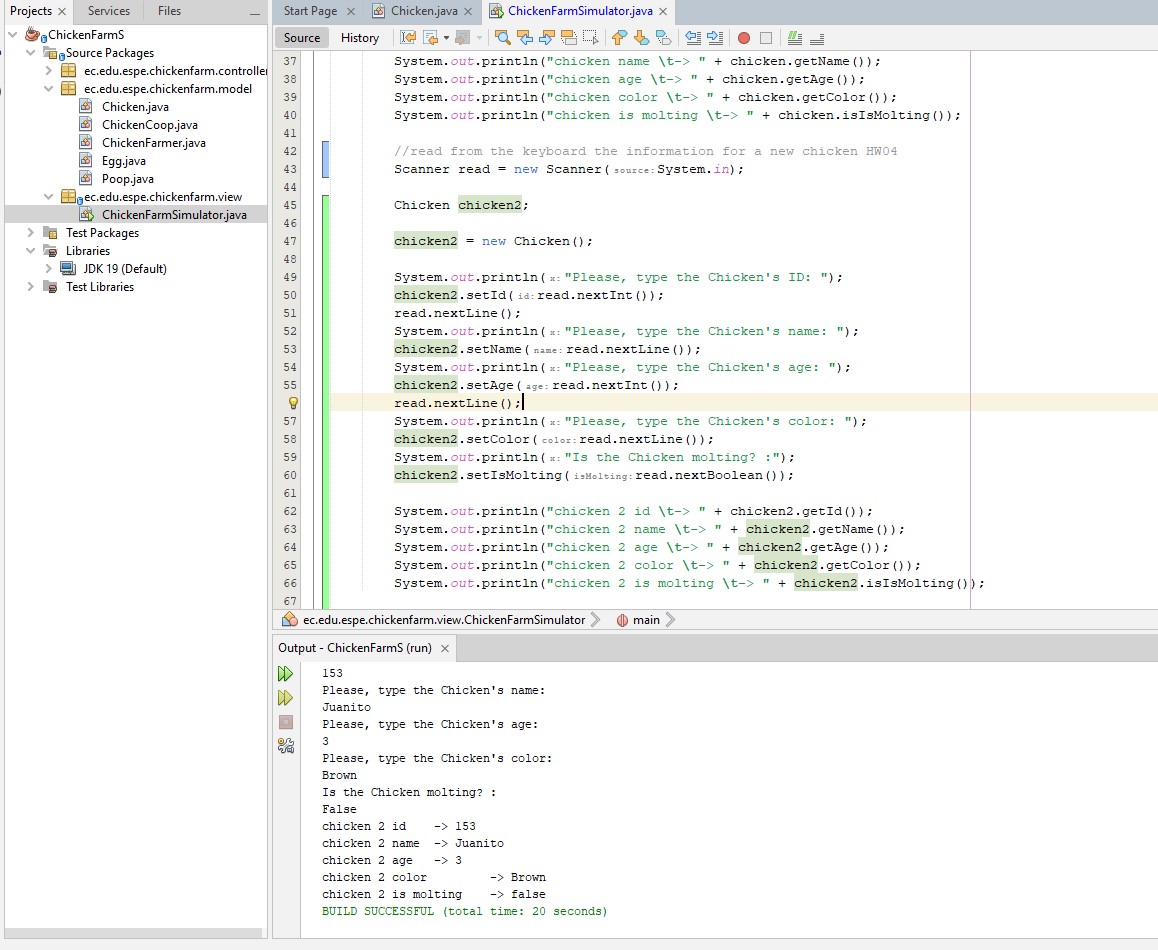 Projects
Services
Files
ChickenFarmS
Source Packages
ec.edu.espe.chickenfarm.controller
ec.edu.espe.chickenfarm.model
Chicken.java
ChickenCoop.java
ChickenFarmer.java
Egg.java
Poop.java
ec.edu.espe.chickenfarm.view
ChickenFarmSimulator.java
Test Packages
Libraries
JDK 19 (Default)
Test Libraries
Start Page
Chicken.java
ChickenFarmSimulator.java
Source
History
37 System.out.println("chicken name \t-> " + chicken.getName());
38 System.out.println("chicken age \t-> " + chicken.getAge());
39 System.out.println("chicken color \t-> " + chicken.getColor());
40 System.out.println("chicken is molting \t-> " + chicken.isIsMolting());
41
42 //read from the keyboard the information for a new chicken HW04
43 Scanner read = new Scanner(source:System.in);
44
45 Chicken chicken2;
46
47 chicken2 = new Chicken();
48
49 System.out.println(x:"Please, type the Chicken's ID: ");
50 chicken2.setId(id:read.nextInt());
51 read.nextLine();
52 System.out.println(x:"Please, type the Chicken's name: ");
53 chicken2.setName(name:read.nextLine());
54 System.out.println(x:"Please, type the Chicken's age: ");
55 chicken2.setAge(age:read.nextInt());
read.nextLine();
57 System.out.println(x:"Please, type the Chicken's color: ");
58 chicken2.setColor(color:read.nextLine());
59 System.out.println(x:"Is the Chicken molting? :");
60 chicken2.setIsMolting(isMolting:read.nextBoolean());
61
62 System.out.println("chicken 2 id \t-> " + chicken2.getId());
63 System.out.println("chicken 2 name \t-> " + chicken2.getName());
64 System.out.println("chicken 2 age \t-> " + chicken2.getAge());
65 System.out.println("chicken 2 color \t-> " + chicken2.getColor());
66 System.out.println("chicken 2 is molting \t-> " + chicken2.isIsMolting());
67
ec.edu.espe.chickenfarm.view.ChickenFarmSimulator
main
Output - ChickenFarmS (run)
153
Please, type the Chicken's name:
Juanito
Please, type the Chicken's age:
3
Please, type the Chicken's color:
Brown
Is the Chicken molting? :
False
chicken 2 id -> 153
chicken 2 name -> Juanito
chicken 2 age -> 3
chicken 2 color -> Brown
chicken 2 is molting -> false
BUILD SUCCESSFUL (total time: 20 seconds)